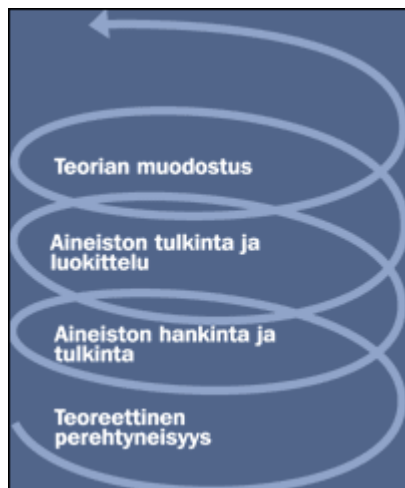 Teorian muodostus
Aineiston tulkinta ja
luokittelu
Aineiston hankinta ja
tulkinta
Teoreettinen
perehtyneisyys